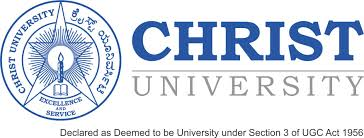 CHRIST UNIVERSITY
ಕ್ರೈಸ್ತ ಯೂನಿವರ್ಸಿಟಿ
EXCELLENCE
AND
SERVICE
CHRIST
UNIVERSITY
Declared as Deemed to be University under Section 3 of UGC Act 1956